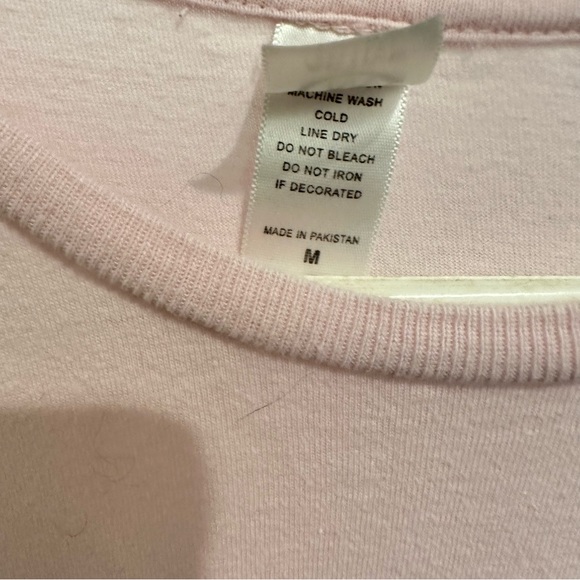 MACHINE WASH
COLD
LINE DRY
DO NOT BLEACH
DO NOT IRON
IF DECORATED
MADE IN PAKISTAN
M